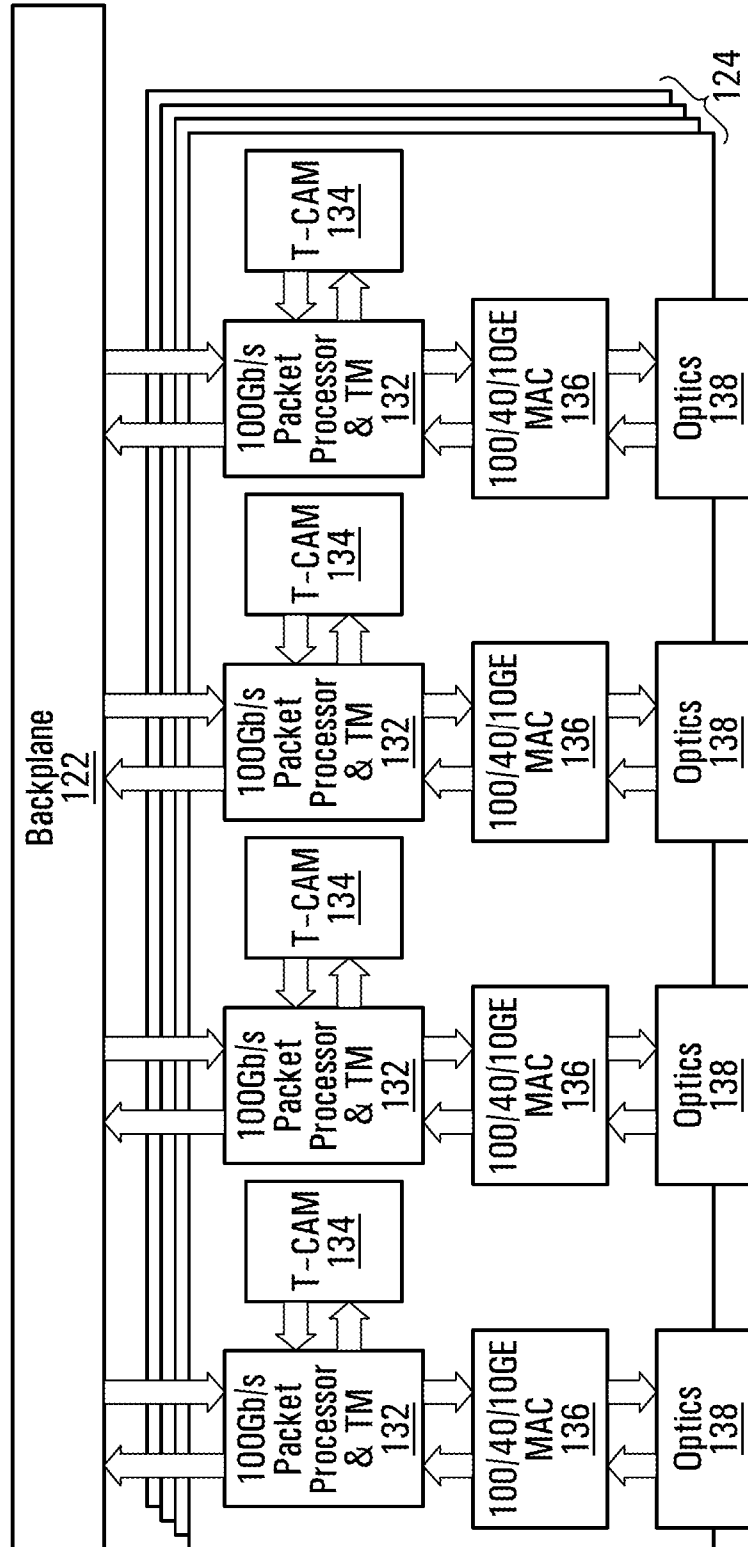 Backplane
122
124
100Gb/s
Packet
Processor
& TM
132
T-CAM
134
100/40/10GE
MAC
136
Optics
138
100Gb/s
Packet
Processor
& TM
132
T-CAM
134
100/40/10GE
MAC
136
Optics
138
100Gb/s
Packet
Processor
& TM
132
T-CAM
134
100/40/10GE
MAC
136
Optics
138
100Gb/s
Packet
Processor
& TM
132
T-CAM
134
100/40/10GE
MAC
136
Optics
138